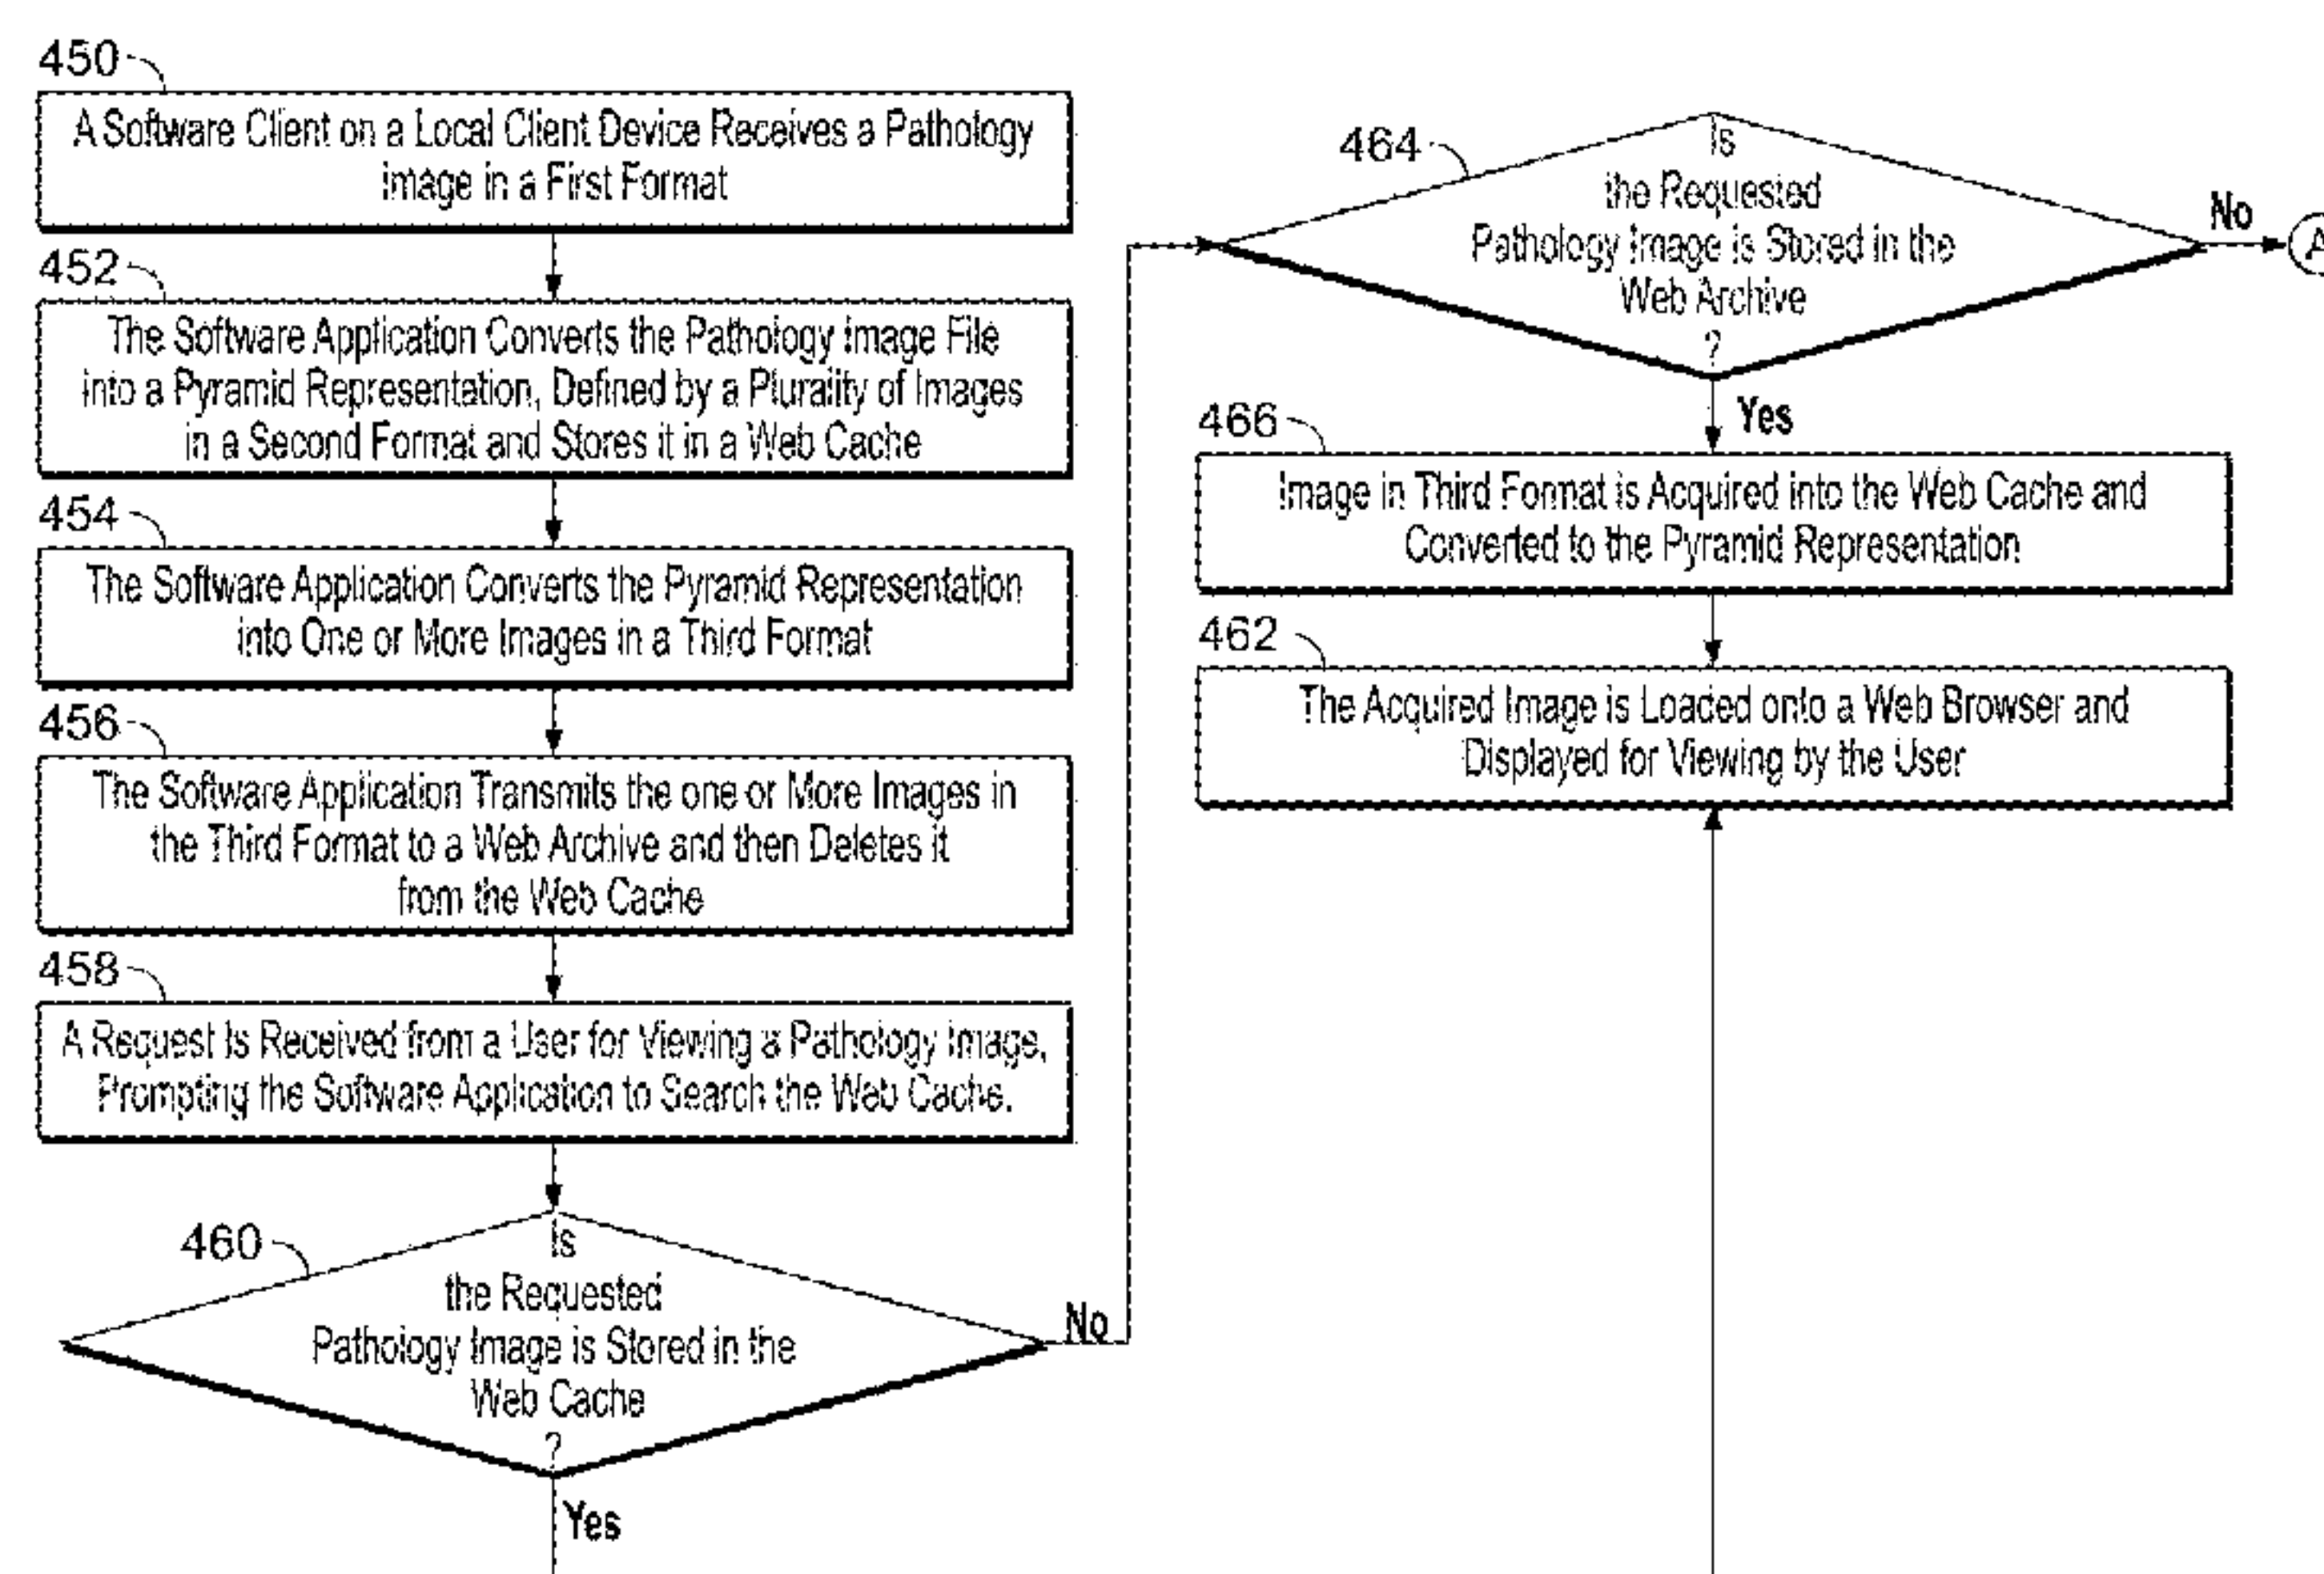 450
A Software Client on a Local Client Device Receives a Pathology
Image in a First Format
452
The Software Application Converts the Pathology Image File
into a Pyramid Representation, Defined by a Plurality of Images
in a Second Format and Stores it in a Web Cache
454
The Software Application Converts the Pyramid Representation
into One or More Images in a Third Format
456
The Software Application Transmits the one or More Images in
the Third Format to a Web Archive and then Deletes it
from the Web Cache
458
A Request Is Received from a User for Viewing a Pathology Image,
Prompting the Software Application to Search the Web Cache.
460
Is
the Requested
Pathology Image is Stored in the
Web Cache
?
No
Yes
464
Is
the Requested
Pathology Image is Stored in the
Web Archive
?
No
A
Yes
466
Image in Third Format is Acquired into the Web Cache and
Converted to the Pyramid Representation
462
The Acquired Image is Loaded onto a Web Browser and
Displayed for Viewing by the User